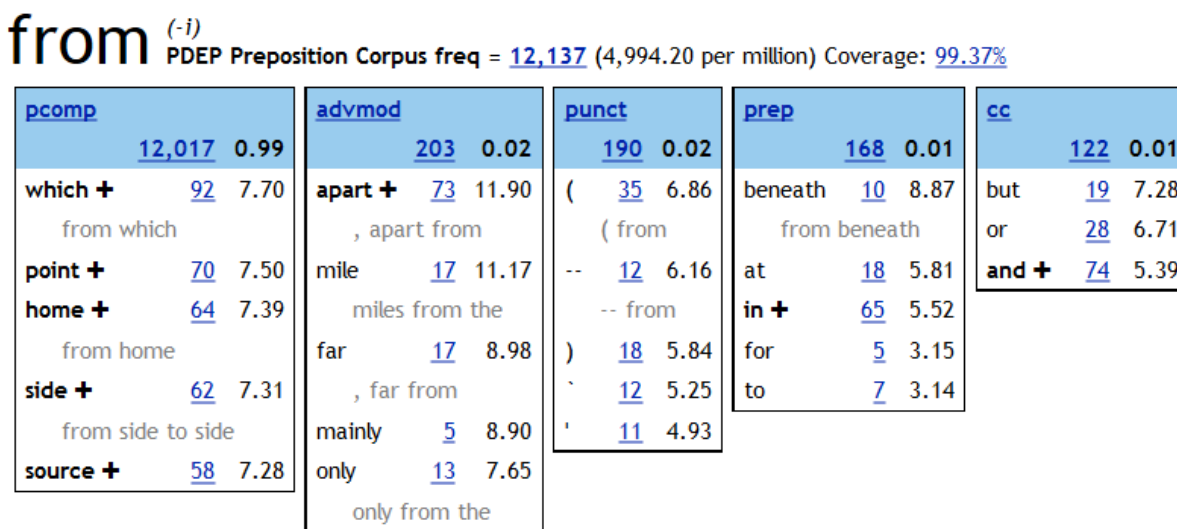 from (-i)
PDEP Preposition Corpus freq = 12,137 (4,994.20 per million) Coverage: 99.37%
pcomp
12,017 0.99
which + 92 7.70
from which
point + 70 7.50
home + 64 7.39
from home
side + 62 7.31
from side to side
source + 58 7.28
advmod
203 0.02
apart + 73 11.90
, apart from
mile 17 11.17
miles from the
far 17 8.98
, far from
mainly 5 8.90
only 13 7.65
only from the
punct
190 0.02
( 35 6.86
( from
-- 12 6.16
-- from
) 18 5.84
` 12 5.25
' 11 4.93
prep
168 0.01
beneath 10 8.87
from beneath
at 18 5.81
in + 65 5.52
for 5 3.15
to 7 3.14
cc
122 0.01
but 19 7.28
or 28 6.71
and + 74 5.39